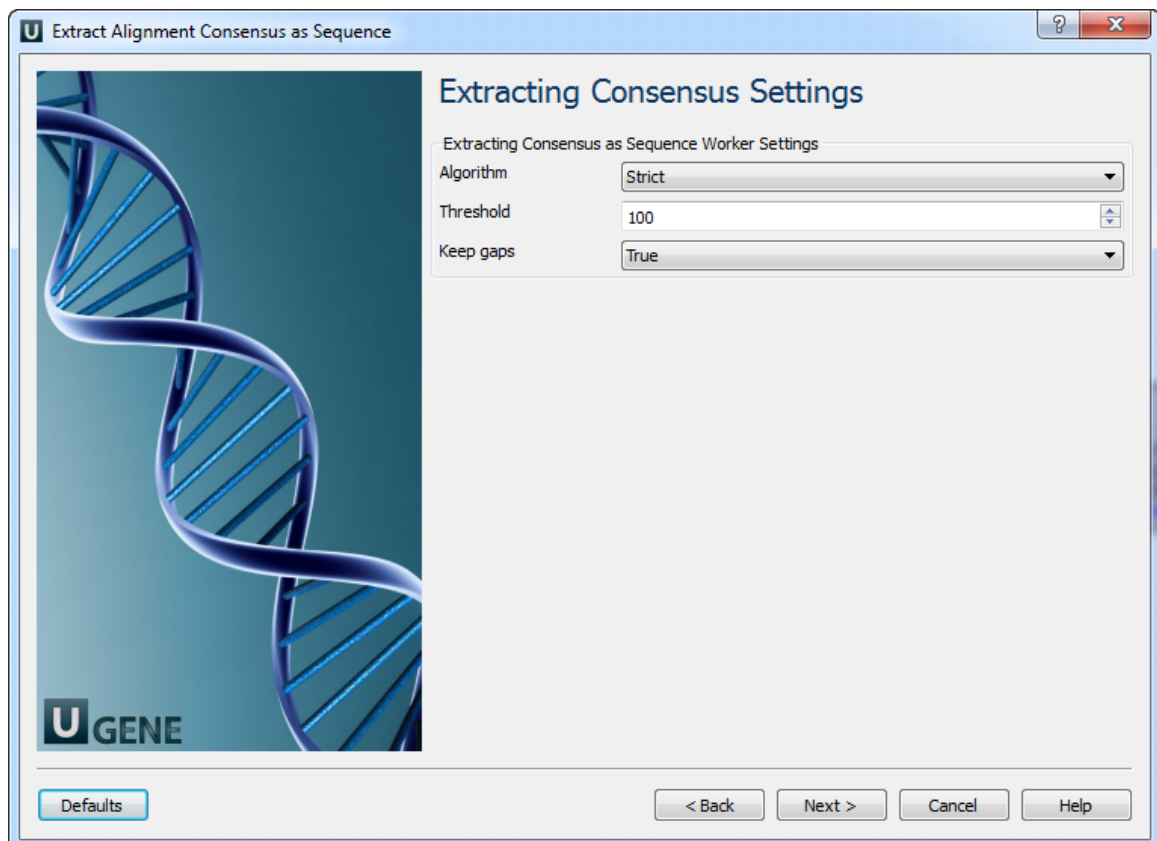 U Extract Alignment Consensus as Sequence
? X
Extracting Consensus Settings
Extracting Consensus as Sequence Worker Settings
Algorithm Strict
Threshold 100
Keep gaps True
U GENE
Defaults < Back Next > Cancel Help